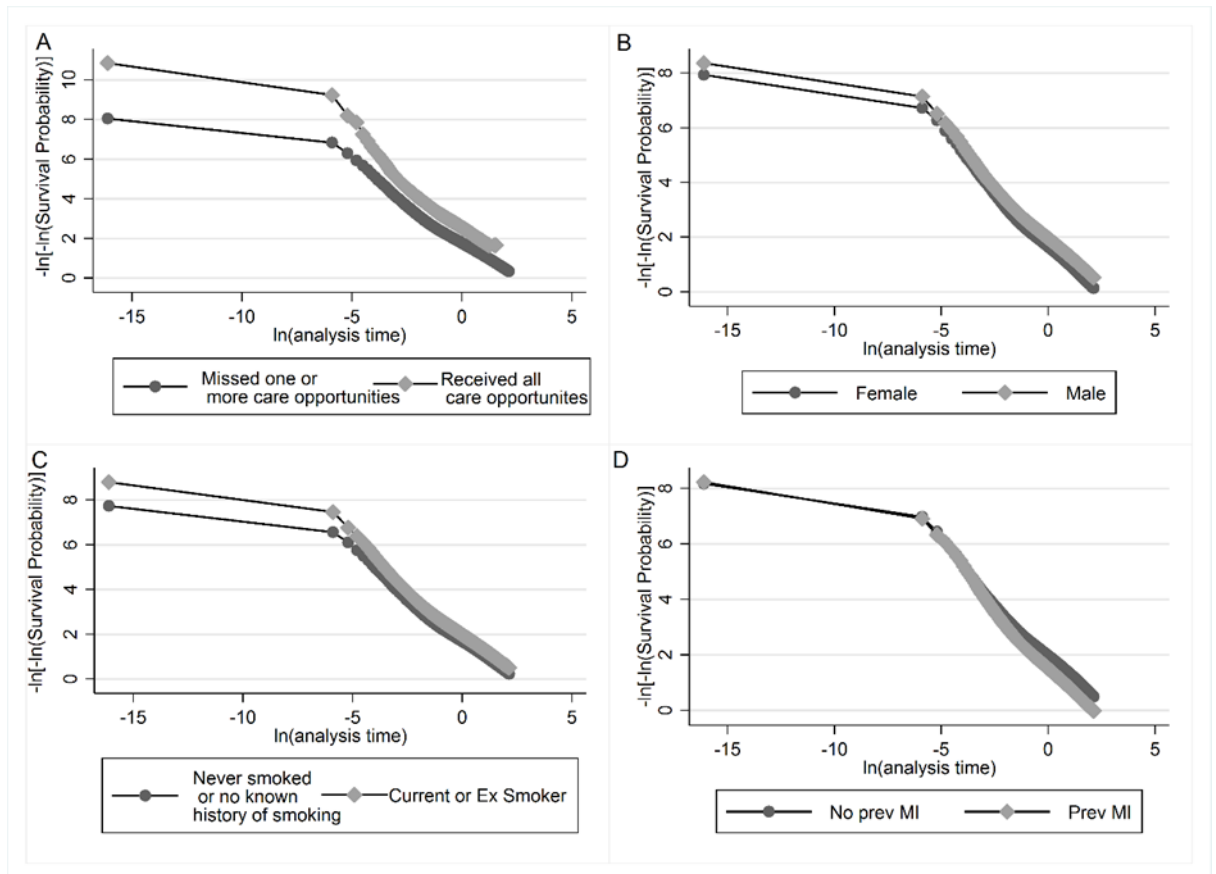 A
-ln[-ln(Survival Probability)]
10
8
6
4
2
0
-15 -10 -5 0 5
ln(analysis time)
Missed one or
more care opportunities
Received all
care opportunites
B
-ln[-ln(Survival Probability)]
8
6
4
2
0
-15 -10 -5 0 5
ln(analysis time)
Female Male
C
-ln[-ln(Survival Probability)]
8
6
4
2
0
-15 -10 -5 0 5
ln(analysis time)
Never smoked
or no known
history of smoking
Current or Ex Smoker
D
-ln[-ln(Survival Probability)]
8
6
4
2
0
-15 -10 -5 0 5
ln(analysis time)
No prev MI Prev MI